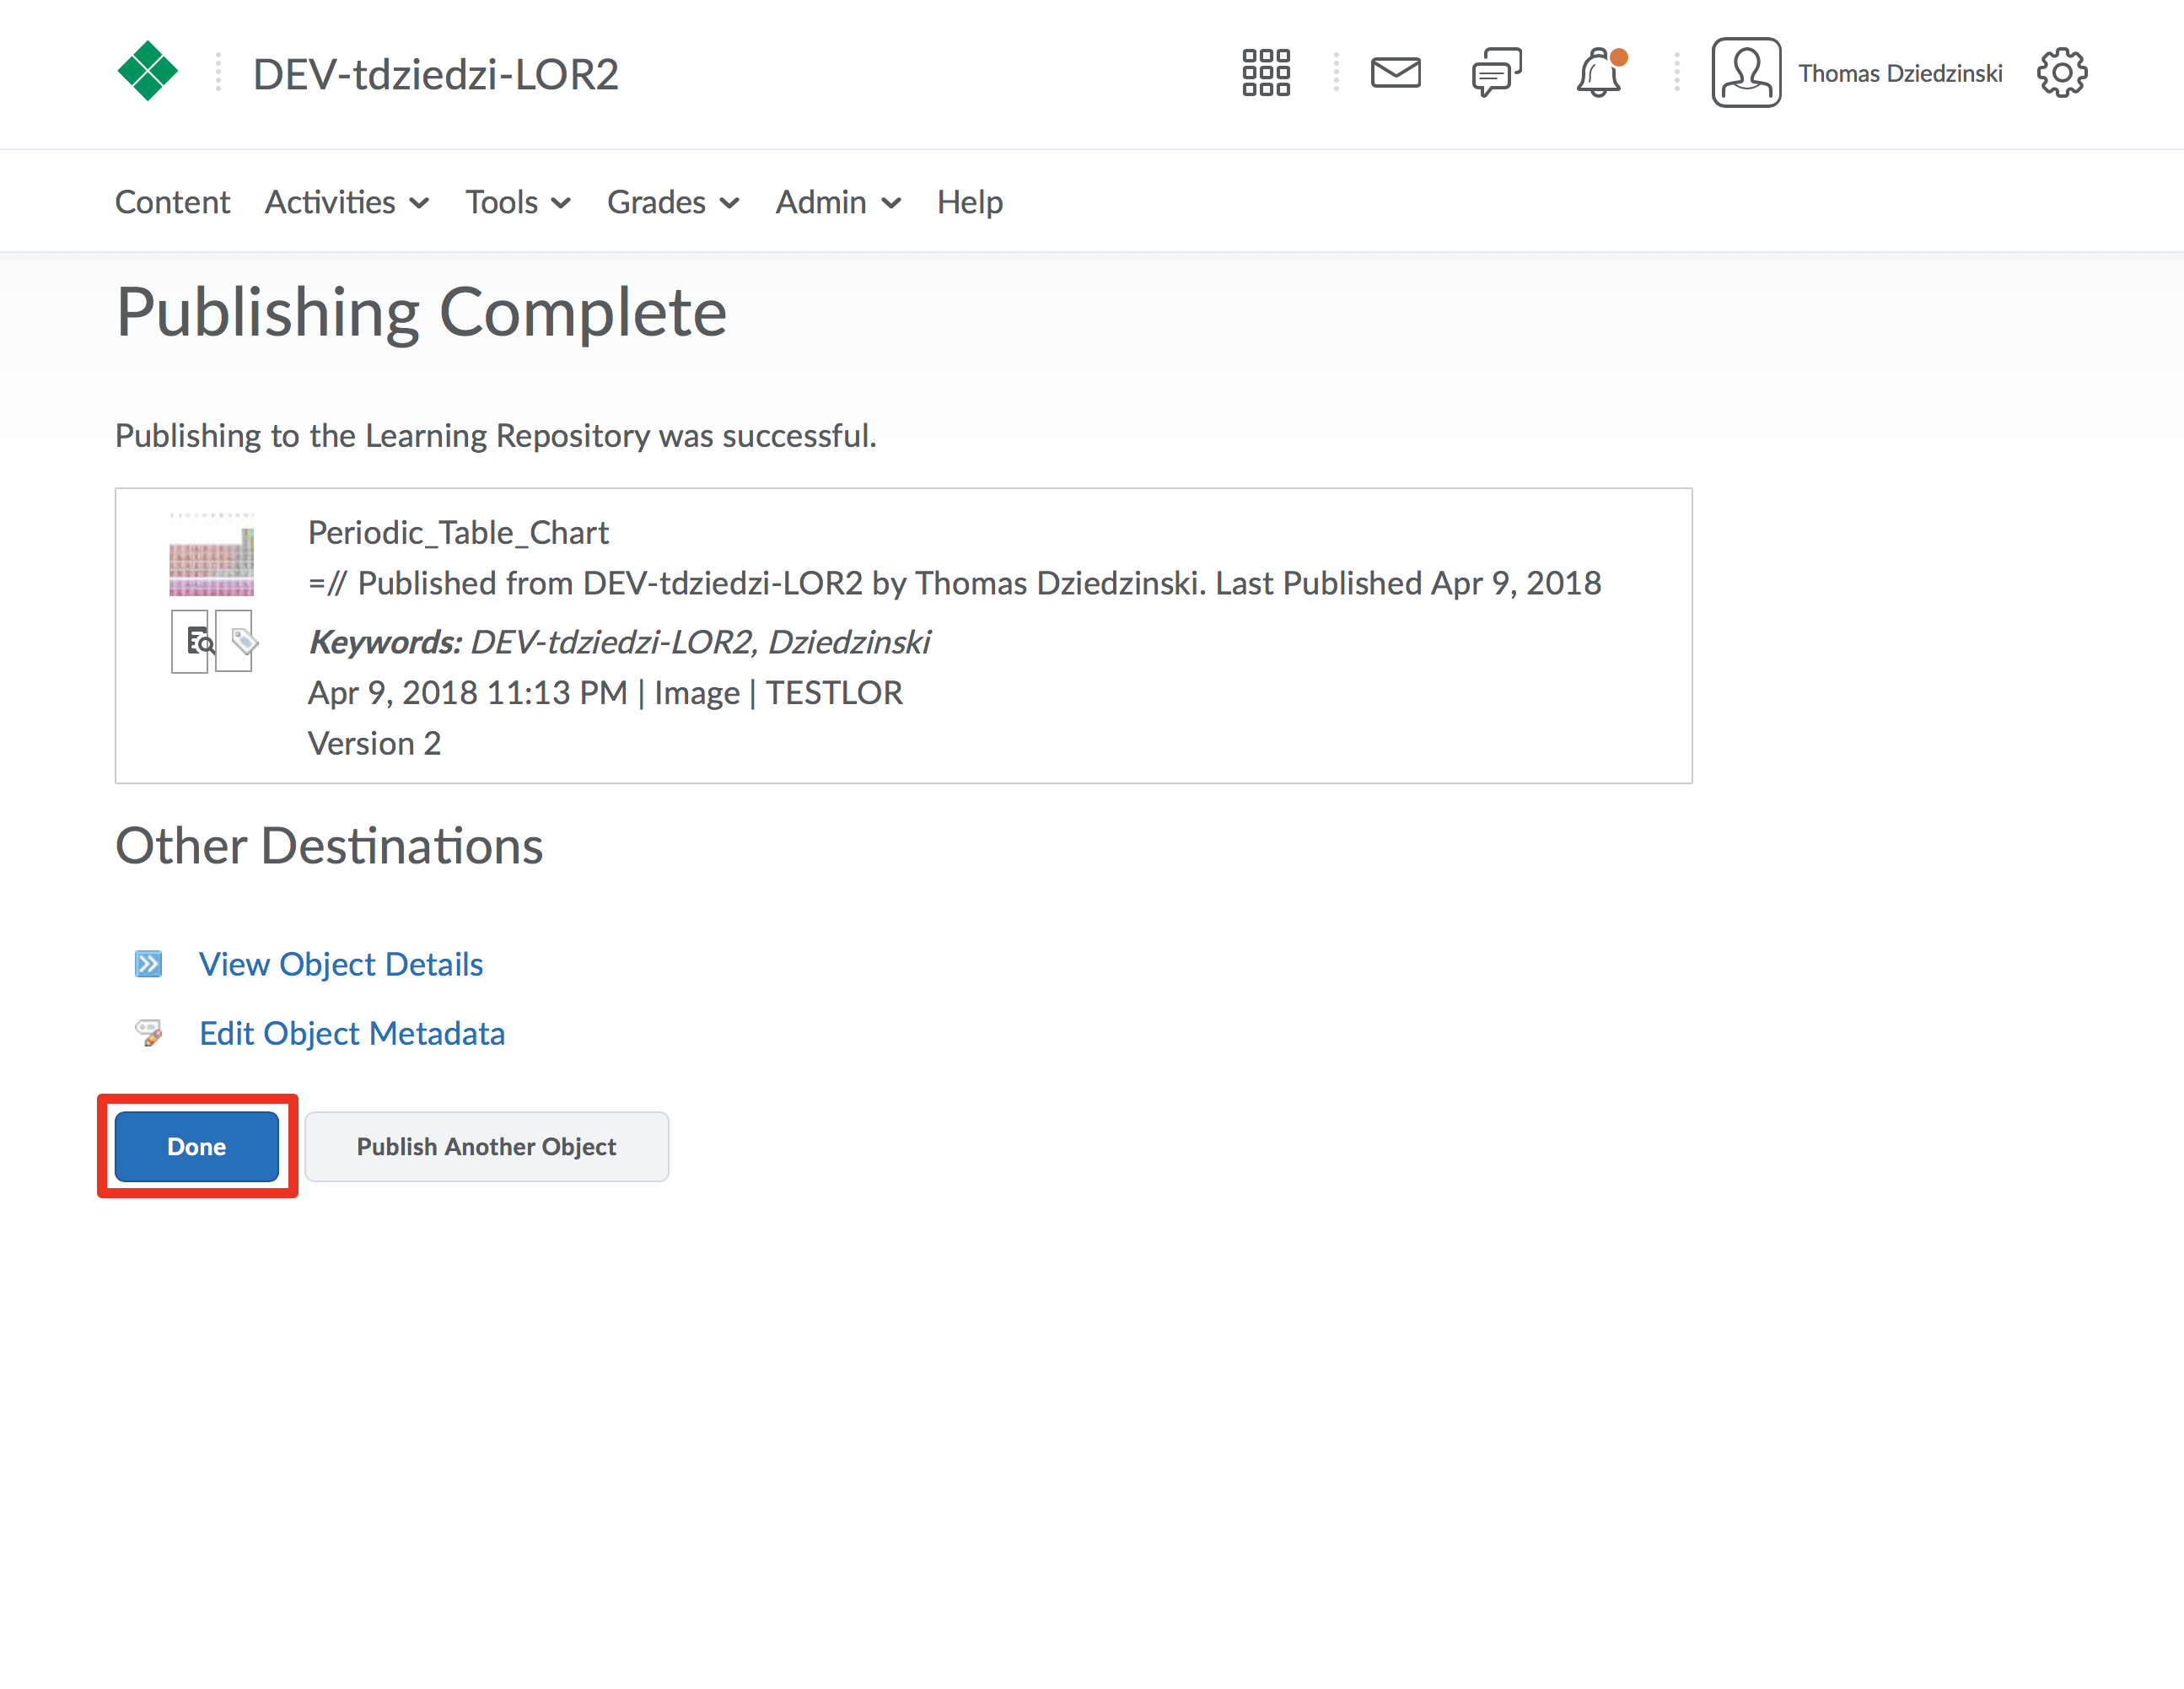 DEV-tdziedzi-LOR2
Thomas Dziedzinski
Content Activities Tools Grades Admin Help
Publishing Complete
Publishing to the Learning Repository was successful.
Periodic_Table_Chart
=// Published from DEV-tdziedzi-LOR2 by Thomas Dziedzinski. Last Published Apr 9, 2018
Keywords: DEV-tdziedzi-LOR2, Dziedzinski
Apr 9, 2018 11:13 PM | Image | TESTLOR
Version 2
Other Destinations
View Object Details
Edit Object Metadata
Done
Publish Another Object